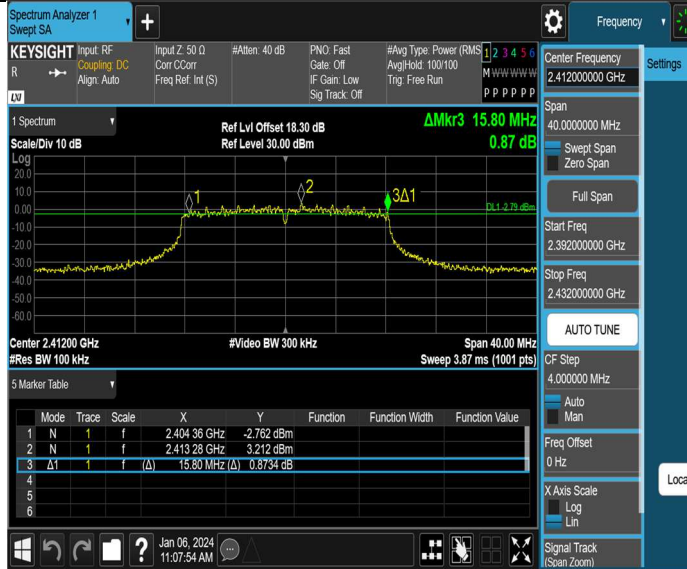 Spectrum Analyzer 1
Swept SA
+
Frequency
KEYSIGHT
R
LXI
Input: RF
Coupling: DC
Align: Auto
Input Z: 50 Ω
Corr CCorr
Freq Ref: Int (S)
#Atten: 40 dB
PNO: Fast
Gate: Off
IF Gain: Low
Sig Track: Off
#Avg Type: Power (RMS
Avg|Hold: 100/100
Trig: Free Run
1 2 3 4 5 6
M W W W W W
P P P P P P
1 Spectrum
Scale/Div 10 dB
Ref Lvl Offset 18.30 dB
Ref Level 30.00 dBm
ΔMkr3 15.80 MHz
0.87 dB
Log
20.0
10.0
0.00
-10.0
-20.0
-30.0
-40.0
-50.0
-60.0
1
2
3Δ1
DL1 -2.79 dBm
Center 2.41200 GHz
#Res BW 100 kHz
#Video BW 300 kHz
Span 40.00 MHz
Sweep 3.87 ms (1001 pts)
5 Marker Table
Mode Trace Scale X Y Function Function Width Function Value
1 N 1 f 2.404 36 GHz -2.762 dBm
2 N 1 f 2.413 28 GHz 3.212 dBm
3 Δ1 1 f (Δ) 15.80 MHz (Δ) 0.8734 dB
4
5
6
?
Jan 06, 2024
11:07:54 AM
Center Frequency
2.412000000 GHz
Span
40.0000000 MHz
Swept Span
Zero Span
Full Span
Start Freq
2.392000000 GHz
Stop Freq
2.432000000 GHz
AUTO TUNE
CF Step
4.000000 MHz
Auto
Man
Freq Offset
0 Hz
X Axis Scale
Log
Lin
Signal Track
(Span Zoom)
Settings
Loca